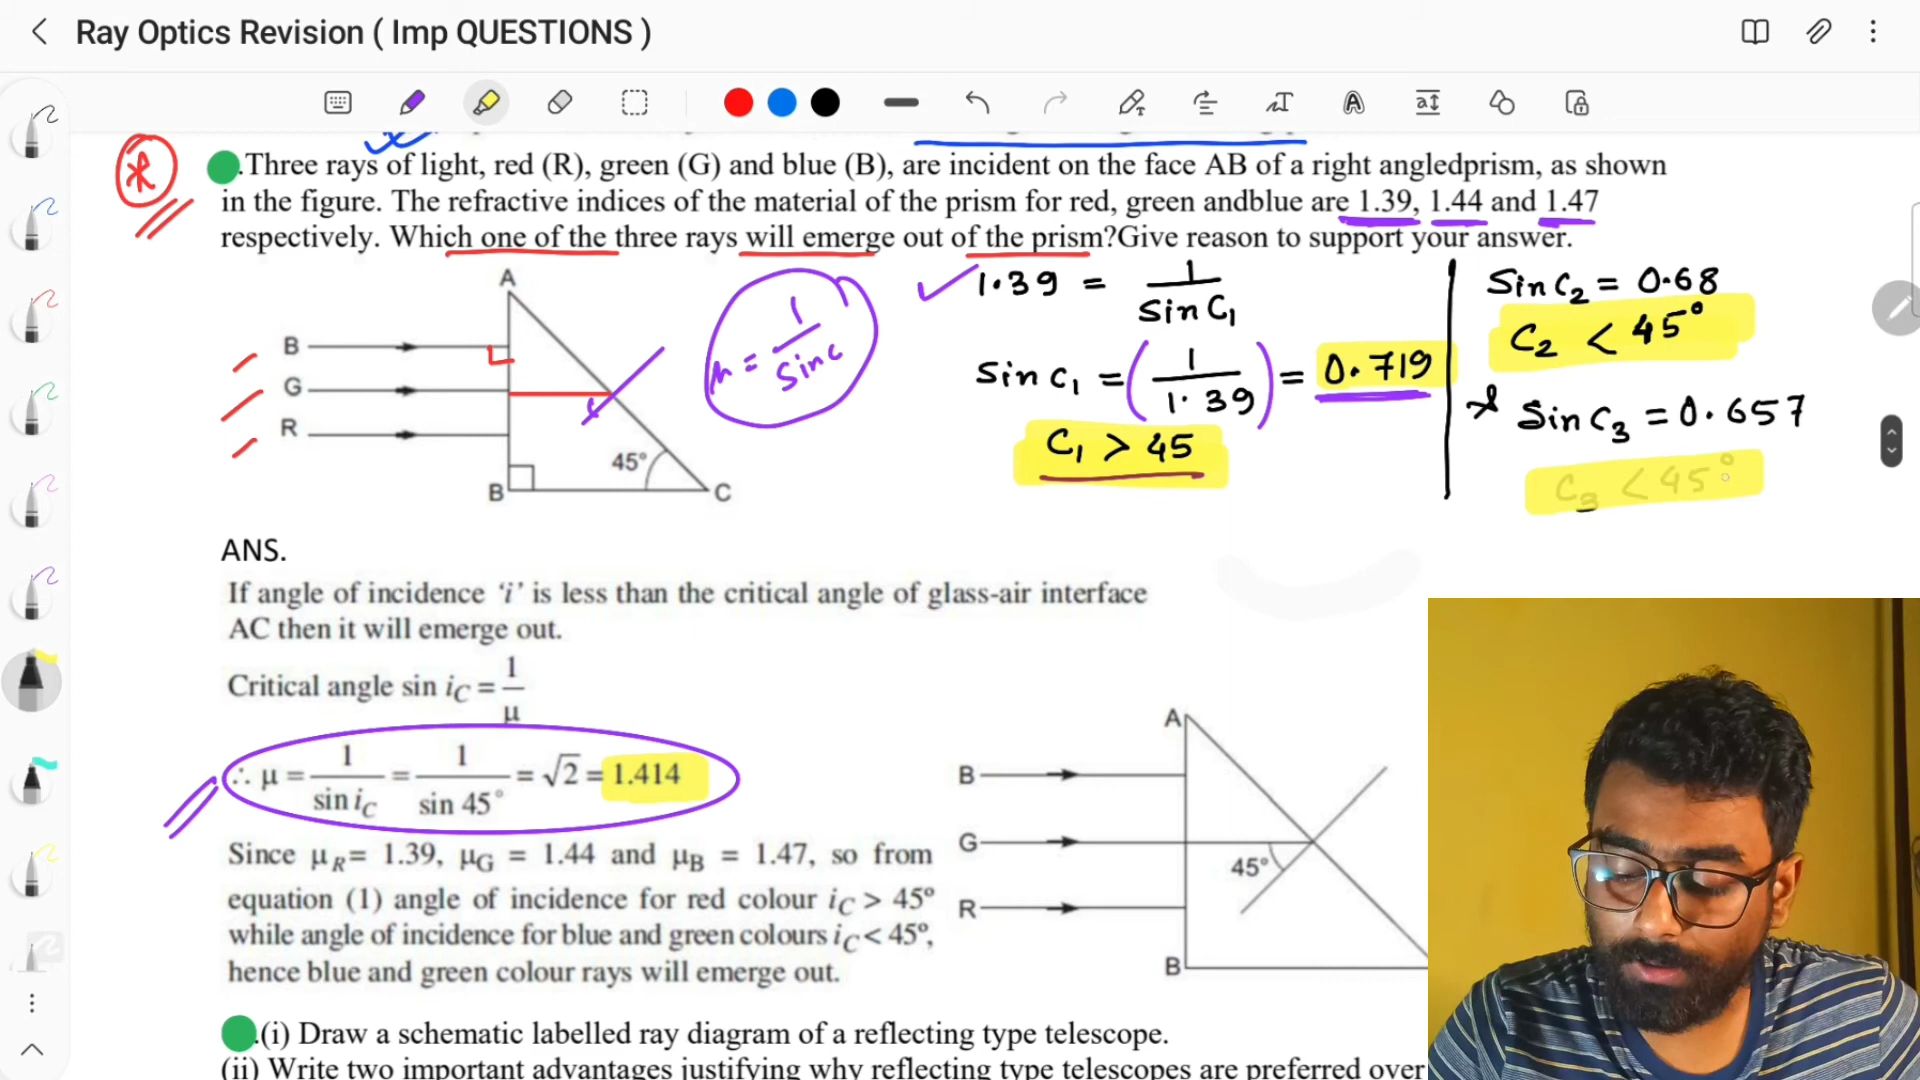 Ray Optics Revision ( Imp QUESTIONS )
.Three rays of light, red (R), green (G) and blue (B), are incident on the face AB of a right angledprism, as shown
in the figure. The refractive indices of the material of the prism for red, green andblue are 1.39, 1.44 and 1.47
respectively. Which one of the three rays will emerge out of the prism?Give reason to support your answer.
A
B
G
R
45°
B
C
μ = 1/sinc
1.39 = 1/Sin C₁
Sin C₁ = (1/1.39) = 0.719
C₁ > 45
Sin C₂ = 0.68
C₂ < 45°
Sin C₃ = 0.657
C₃ < 45°
ANS.
If angle of incidence ‘i’ is less than the critical angle of glass-air interface
AC then it will emerge out.
Critical angle sin i_C = 1/μ
∴ μ = 1/sin i_C = 1/sin 45° = √2 = 1.414
Since μ_R= 1.39, μ_G = 1.44 and μ_B = 1.47, so from
equation (1) angle of incidence for red colour i_C > 45º
while angle of incidence for blue and green colours i_C < 45º,
hence blue and green colour rays will emerge out.
A
B
G
45°
R
B
.(i) Draw a schematic labelled ray diagram of a reflecting type telescope.
(ii) Write two important advantages justifying why reflecting type telescopes are preferred over